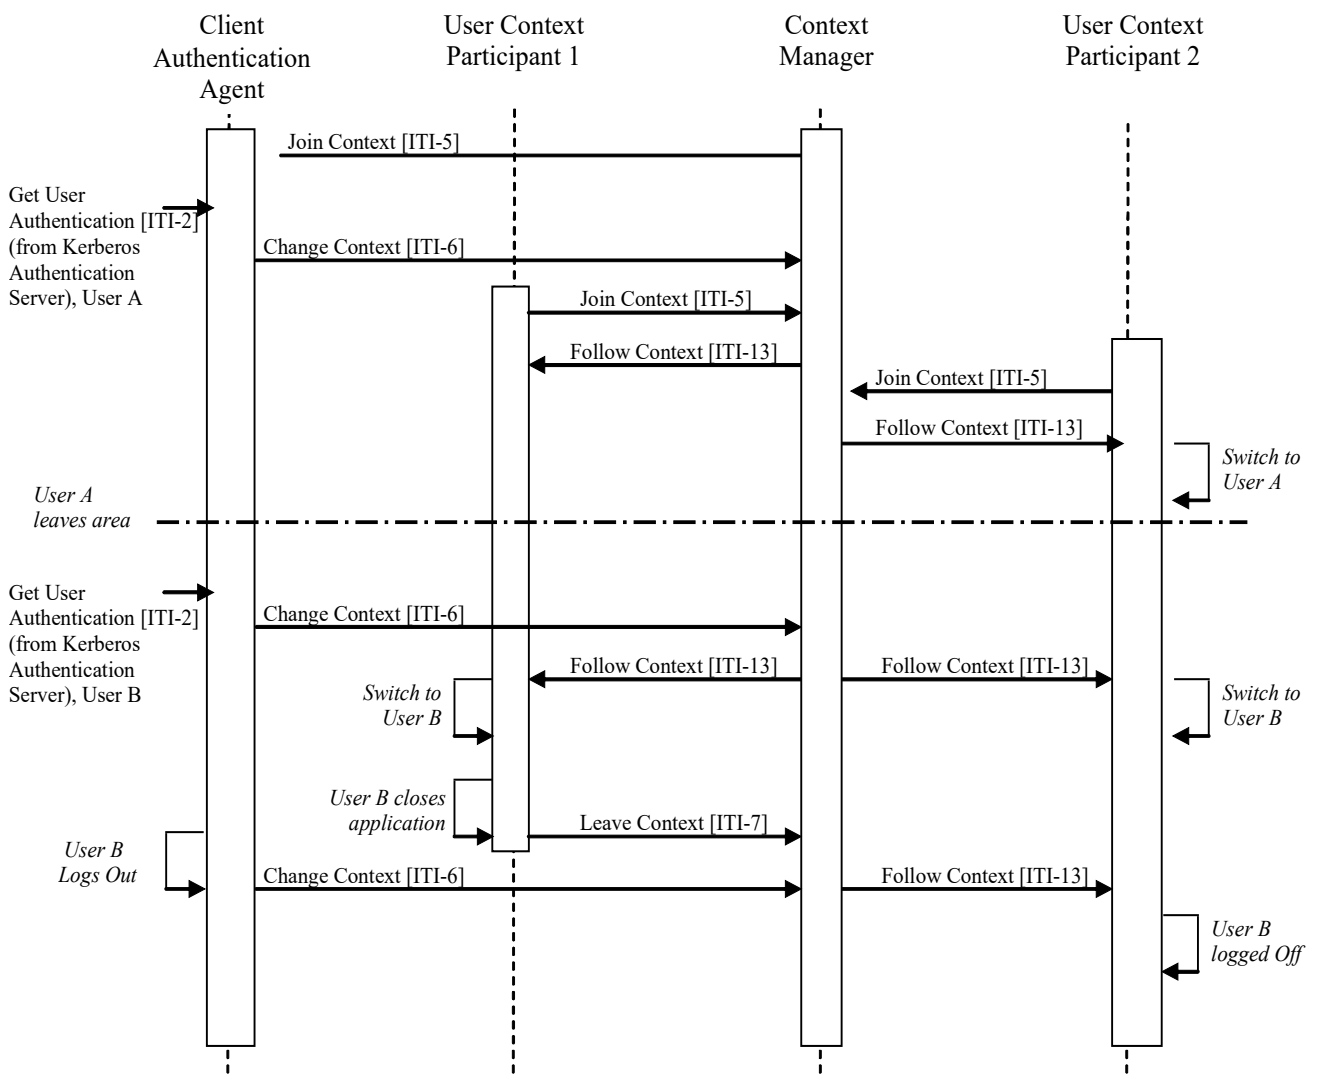 Client
Authentication
Agent
User Context
Participant 1
Context
Manager
User Context
Participant 2
Join Context [ITI-5]
Get User
Authentication [ITI-2]
(from Kerberos
Authentication
Server), User A
Change Context [ITI-6]
Join Context [ITI-5]
Follow Context [ITI-13]
Join Context [ITI-5]
Follow Context [ITI-13]
Switch to
User A
User A
leaves area
Get User
Authentication [ITI-2]
(from Kerberos
Authentication
Server), User B
Change Context [ITI-6]
Follow Context [ITI-13]
Follow Context [ITI-13]
Switch to
User B
Switch to
User B
User B closes
application
Leave Context [ITI-7]
User B
Logs Out
Change Context [ITI-6]
Follow Context [ITI-13]
User B
logged Off